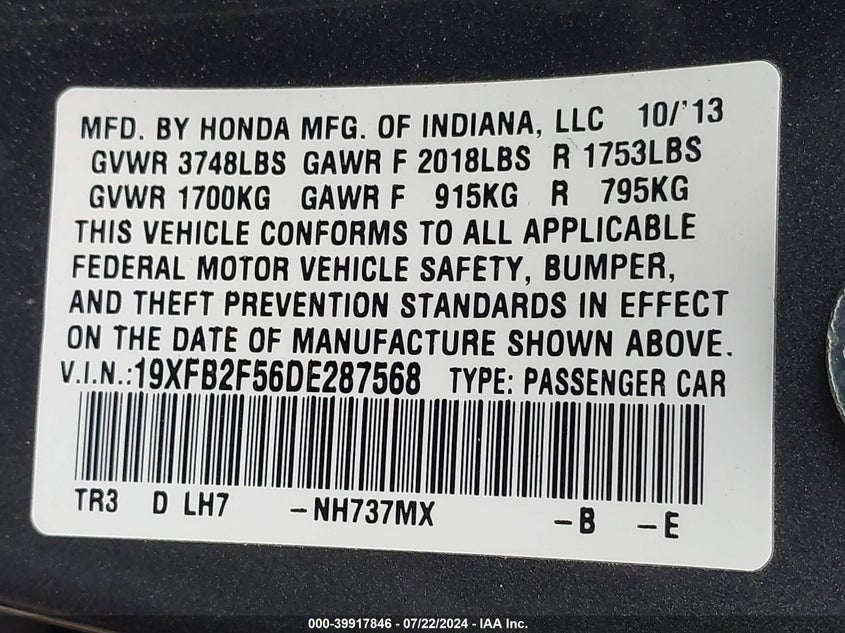 MFD. BY HONDA MFG. OF INDIANA, LLC 10/'13
GVWR 3748LBS GAWR F 2018LBS R 1753LBS
GVWR 1700KG GAWR F 915KG R 795KG
THIS VEHICLE CONFORMS TO ALL APPLICABLE
FEDERAL MOTOR VEHICLE SAFETY, BUMPER,
AND THEFT PREVENTION STANDARDS IN EFFECT
ON THE DATE OF MANUFACTURE SHOWN ABOVE.
V.I.N.:19XFB2F56DE287568 TYPE: PASSENGER CAR
TR3 D LH7 -NH737MX -B -E
000-39917846 / 07/22/2024 - IAA Inc.